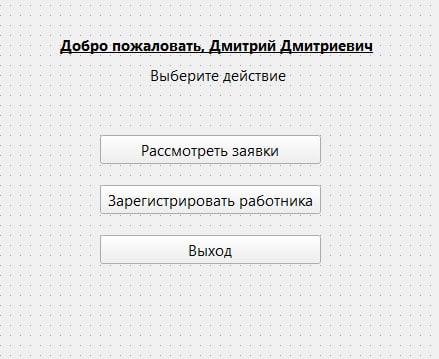 Добро пожаловать, Дмитрий Дмитриевич
Выберите действие
Рассмотреть заявки
Зарегистрировать работника
Выход